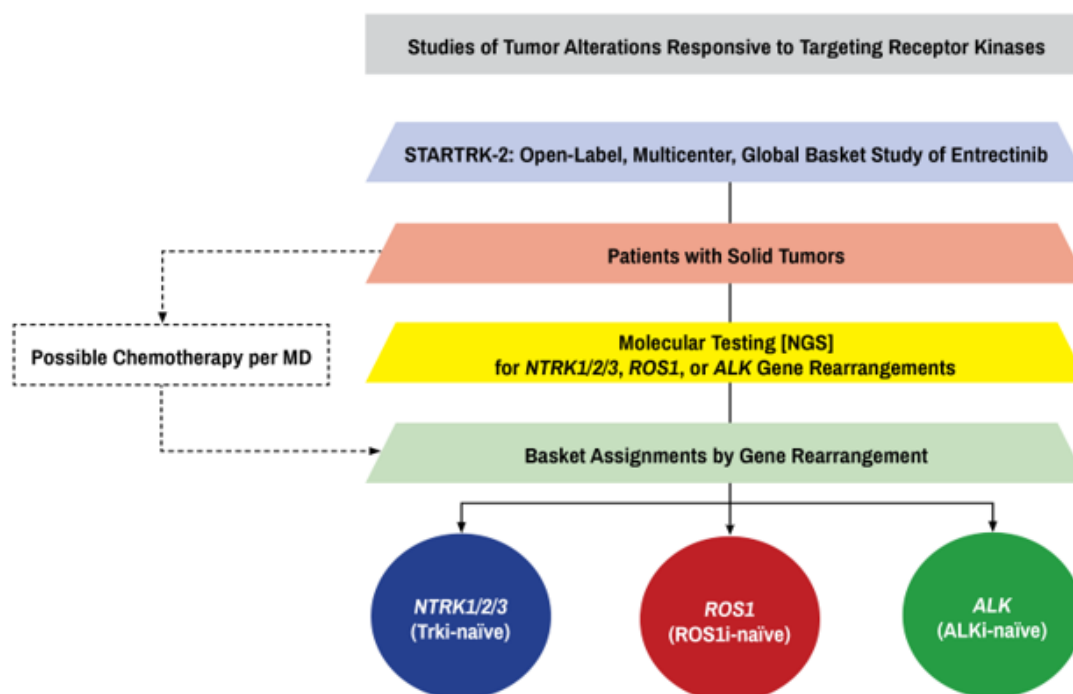 Studies of Tumor Alterations Responsive to Targeting Receptor Kinases
STARTRK-2: Open-Label, Multicenter, Global Basket Study of Entrectinib
Patients with Solid Tumors
Possible Chemotherapy per MD
Molecular Testing [NGS]
for NTRK1/2/3, ROS1, or ALK Gene Rearrangements
Basket Assignments by Gene Rearrangement
NTRK1/2/3
(Trki-naïve)
ROS1
(ROS1i-naïve)
ALK
(ALKi-naïve)